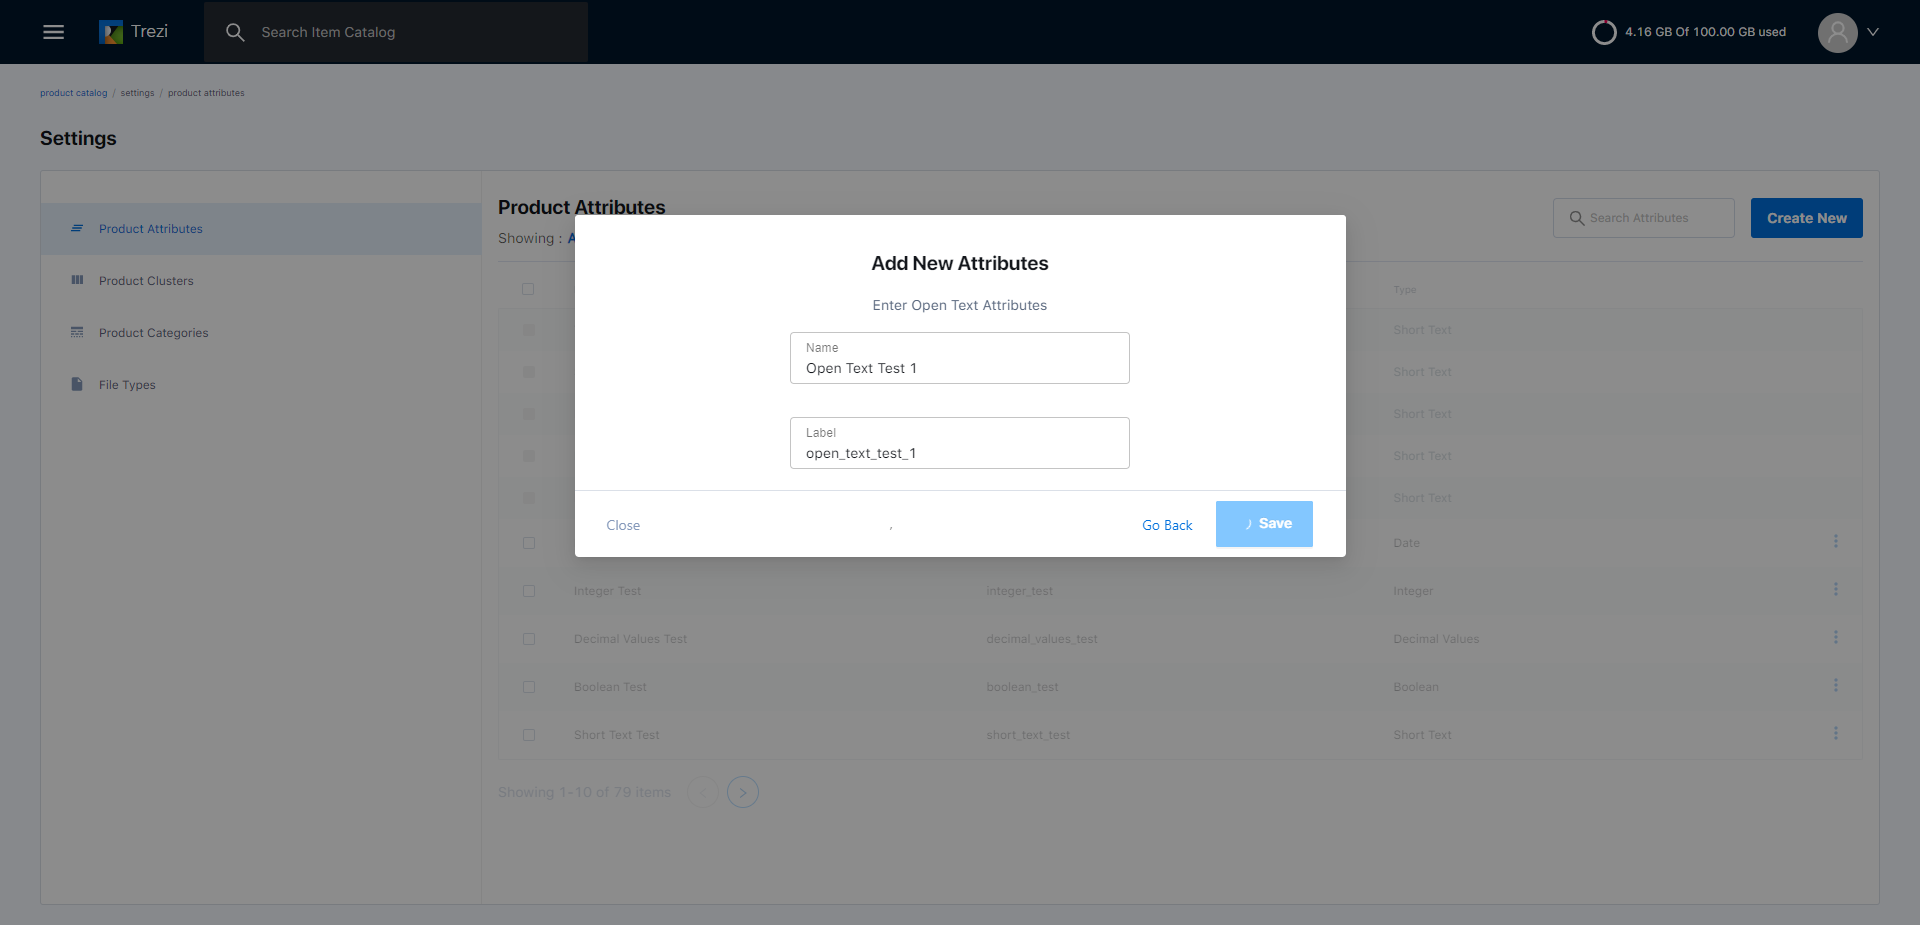 Trezi
Search Item Catalog
4.16 GB Of 100.00 GB used
product catalog / settings / product attributes
Settings
Product Attributes
Product Clusters
Product Categories
File Types
Product Attributes
Showing : A
Search Attributes
Create New
Type
Short Text
Short Text
Short Text
Short Text
Short Text
Date
Integer Test integer_test Integer
Decimal Values Test decimal_values_test Decimal Values
Boolean Test boolean_test Boolean
Short Text Test short_text_test Short Text
Showing 1-10 of 79 items
Add New Attributes
Enter Open Text Attributes
Name
Open Text Test 1
Label
open_text_test_1
Close
,
Go Back
Save